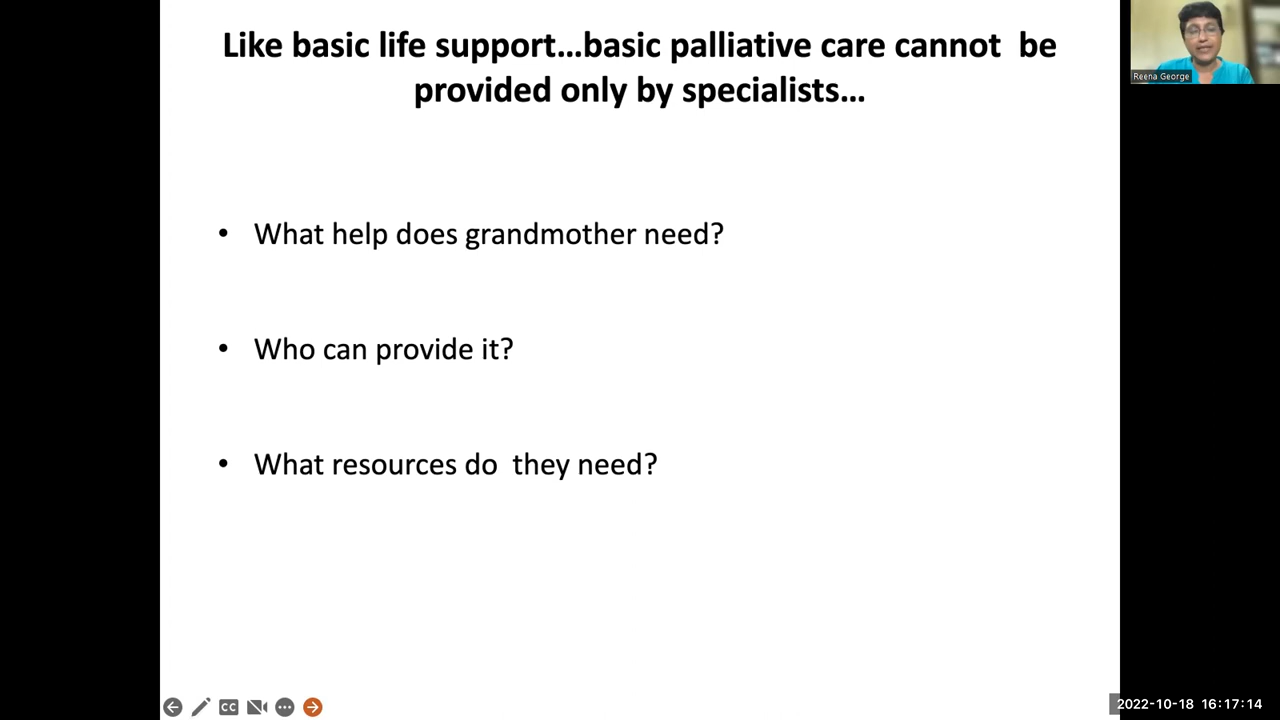 Like basic life support...basic palliative care cannot  be
provided only by specialists...
Reena George
• What help does grandmother need?
• Who can provide it?
• What resources do  they need?
CC
2022-10-18 16:17:14